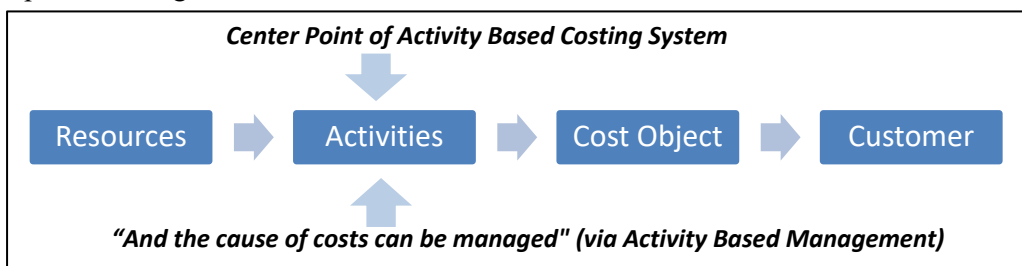 Center Point of Activity Based Costing System
Resources
Activities
Cost Object
Customer
“And the cause of costs can be managed" (via Activity Based Management)